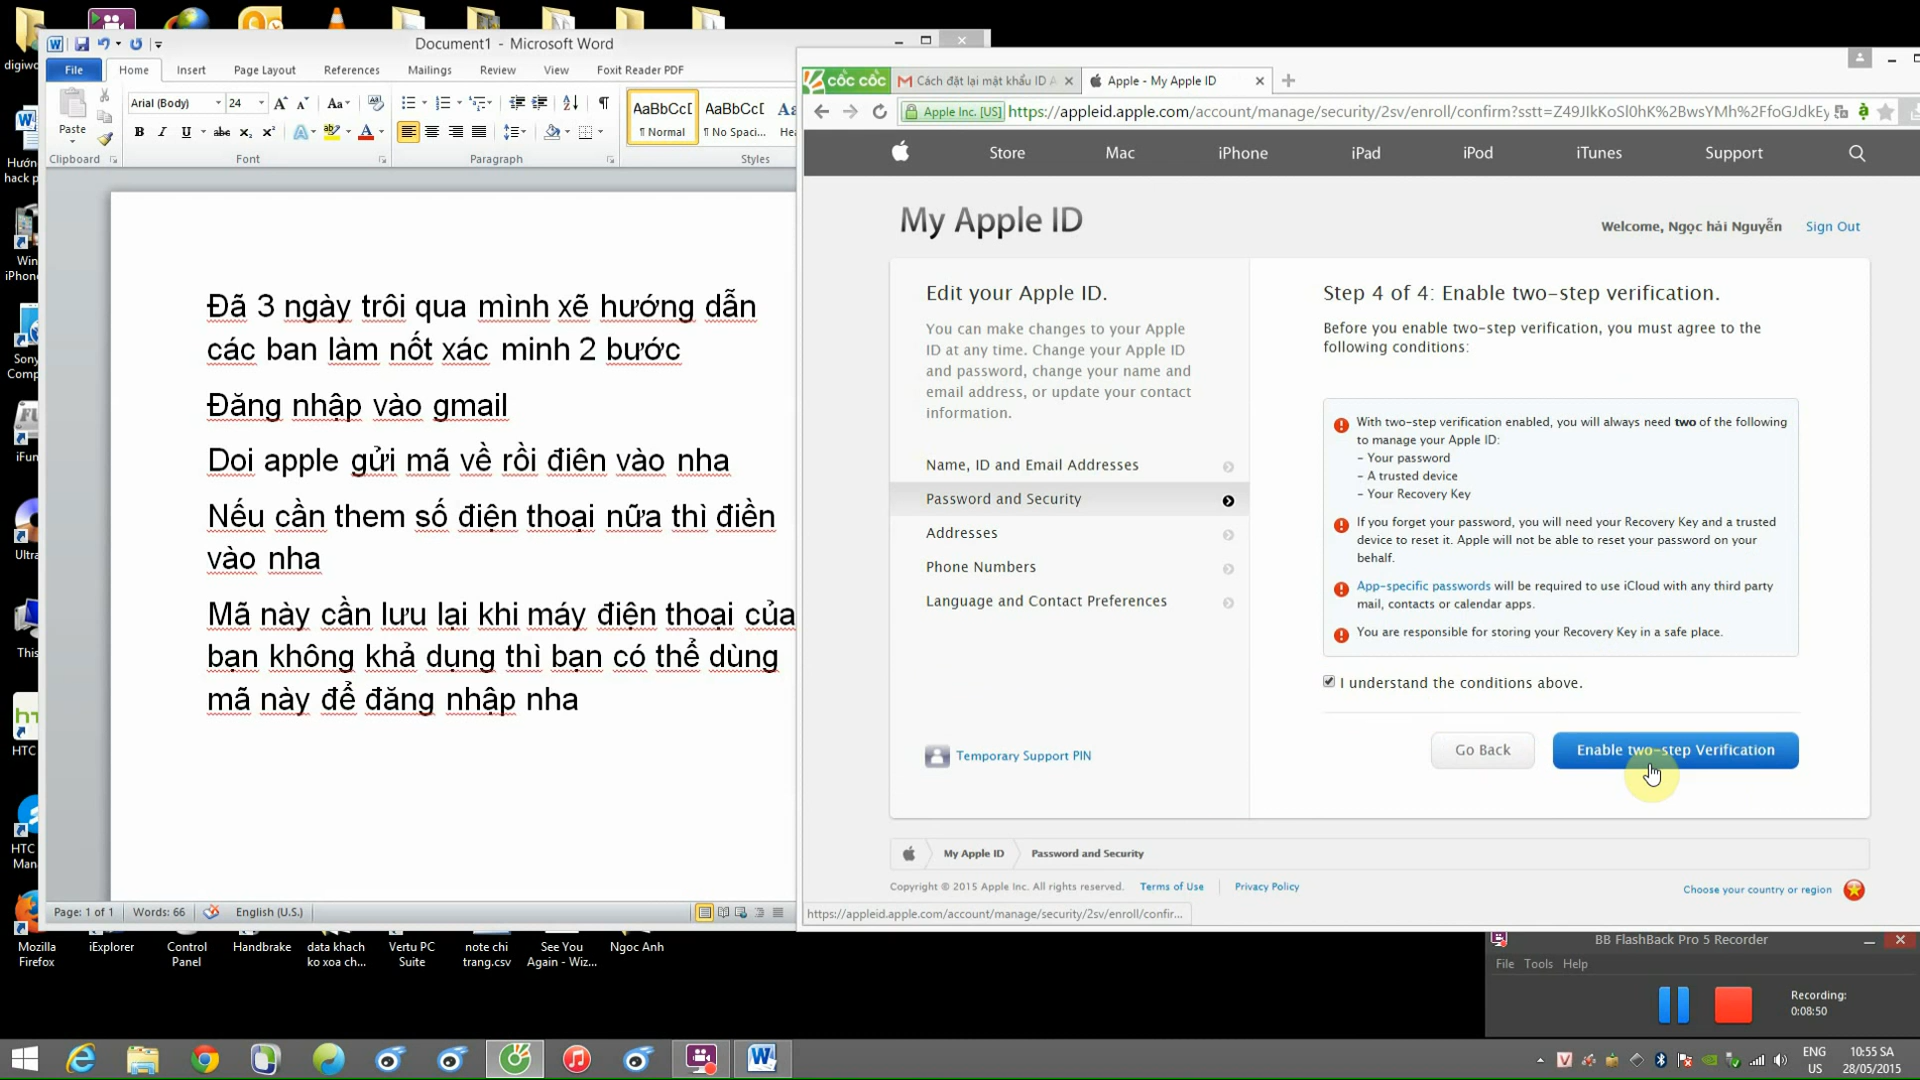 Document1 - Microsoft Word
File
Home
Insert
Page Layout
References
Mailings
Review
View
Foxit Reader PDF
Paste
Clipboard
Arial (Body)
24
Font
Paragraph
AaBbCcI
¶ Normal
AaBbCcI
¶ No Spaci...
Styles
Đã 3 ngày trôi qua mình xẽ hướng dẫn
các ban làm nốt xác minh 2 bước
Đăng nhập vào gmail
Doi apple gửi mã về rồi điên vào nha
Nếu cần them số điện thoại nữa thì điền
vào nha
Mã này cần lưu lại khi máy điện thoại của
bạn không khả dụng thì bạn có thể dùng
mã này để đăng nhập nha
Page: 1 of 1
Words: 66
English (U.S.)
CỐC CỐC
Cách đặt lại mật khẩu ID A
Apple - My Apple ID
Apple Inc. [US]
https://appleid.apple.com/account/manage/security/2sv/enroll/confirm?sstt=
Store
Mac
iPhone
iPad
iPod
iTunes
Support
My Apple ID
Welcome, Ngọc hải Nguyễn
Sign Out
Edit your Apple ID.
You can make changes to your Apple
ID at any time. Change your Apple ID
and password, change your name and
email address, or update your contact
information.
Name, ID and Email Addresses
Password and Security
Addresses
Phone Numbers
Language and Contact Preferences
Temporary Support PIN
Step 4 of 4: Enable two-step verification.
Before you enable two-step verification, you must agree to the
following conditions:
With two-step verification enabled, you will always need two of the following
to manage your Apple ID:
- Your password
- A trusted device
- Your Recovery Key
If you forget your password, you will need your Recovery Key and a trusted
device to reset it. Apple will not be able to reset your password on your
behalf.
App-specific passwords will be required to use iCloud with any third party
mail, contacts or calendar apps.
You are responsible for storing your Recovery Key in a safe place.
I understand the conditions above.
Go Back
Enable two-step Verification
My Apple ID
Password and Security
Copyright © 2015 Apple Inc. All rights reserved.
Terms of Use
Privacy Policy
Choose your country or region
https://appleid.apple.com/account/manage/security/2sv/enroll/confir...
digiwo
Hướng
hack p
Win
iPhone
Sony
Comp
iFun
Ultra
This
HTC
HTC
Man
Mozilla
Firefox
iExplorer
Control
Panel
Handbrake
data khach
ko xoa ch...
Vertu PC
Suite
note chi
trang.csv
See You
Again - Wiz...
Ngoc Anh
BB FlashBack Pro 5 Recorder
File
Tools
Help
Recording:
0:08:50
ENG
US
10:55 SA
28/05/2015